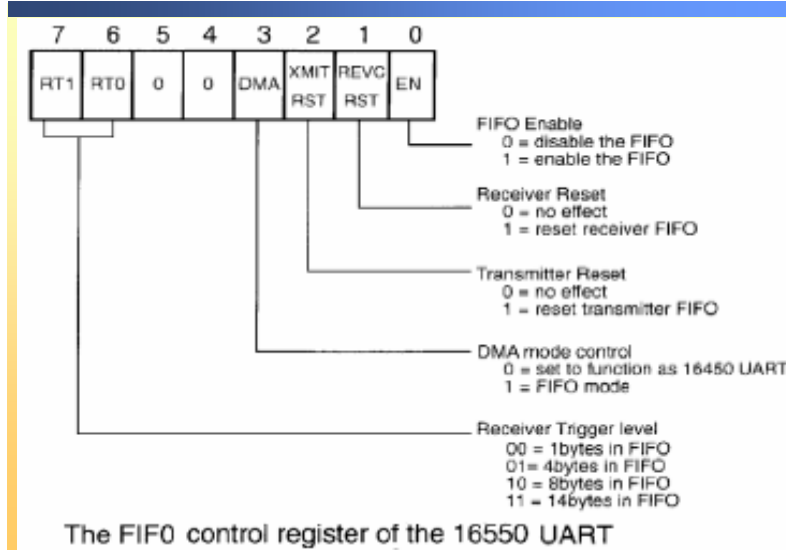 7 6 5 4 3 2 1 0
RT1 RT0 0 0 DMA XMIT RST REVC RST EN
FIFO Enable
0 = disable the FIFO
1 = enable the FIFO
Receiver Reset
0 = no effect
1 = reset receiver FIFO
Transmitter Reset
0 = no effect
1 = reset transmitter FIFO
DMA mode control
0 = set to function as 16450 UART
1 = FIFO mode
Receiver Trigger level
00 = 1bytes in FIFO
01= 4bytes in FIFO
10 = 8bytes in FIFO
11 = 14bytes in FIFO
The FIF0 control register of the 16550 UART